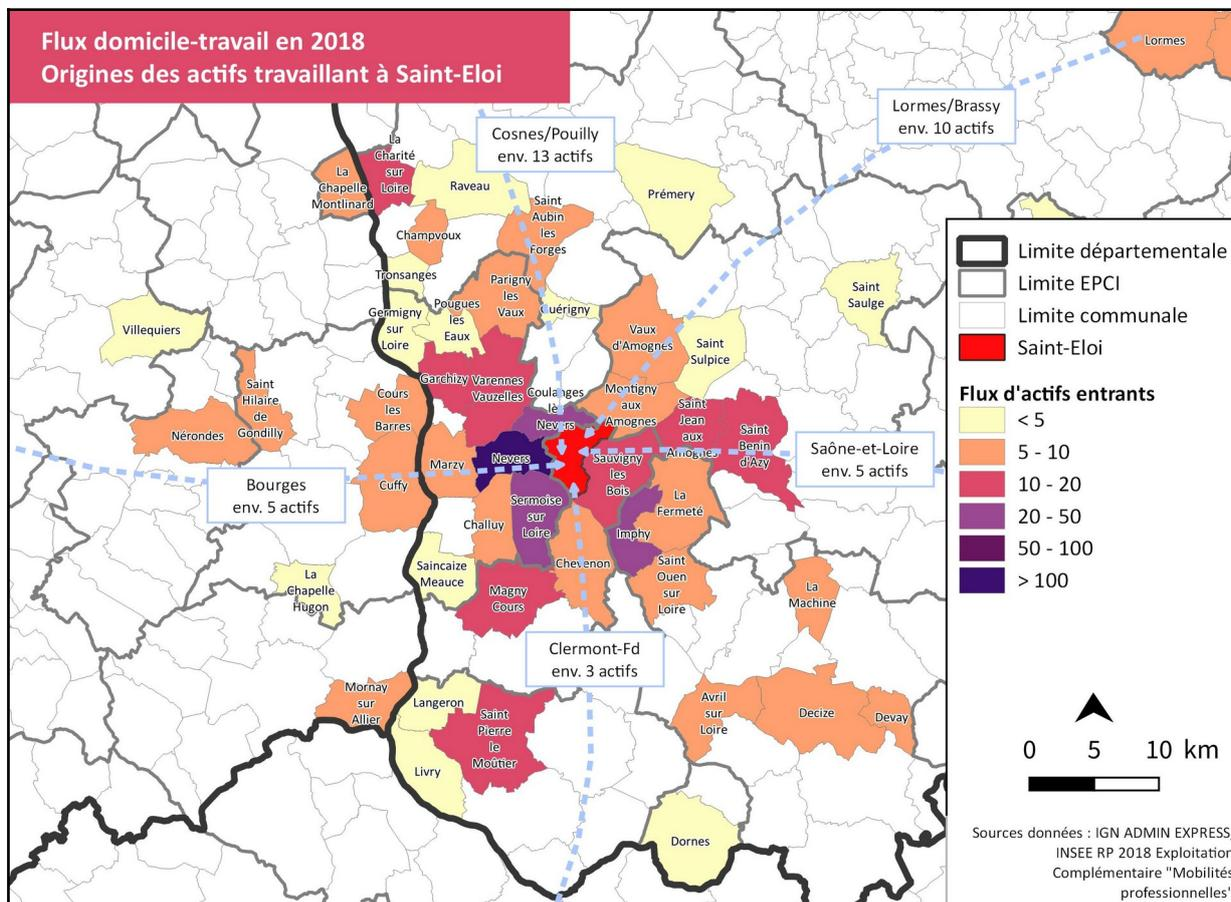 Flux domicile-travail en 2018
Origines des actifs travaillant à Saint-Eloi
Lormes
Lormes/Brassy
env. 10 actifs
Cosnes/Pouilly
env. 13 actifs
La
Charité
sur
Loire
La
Chapelle
Montlinard
Raveau
Prémery
Saint
Aubin
les
Forges
Champvoux
Tronsanges
Parigny
les
Vaux
Saint
Saulge
Germigny
sur
Loire
Pougues
les
Eaux
Guérigny
Villequiers
Vaux
d'Amognes
Saint
Sulpice
Garchizy
Varennes
Vauzelles
Saint
Hilaire
de
Gondilly
Cours
les
Barres
Coulanges
lès
Nevers
Montigny
aux
Amognes
Saint
Jean
aux
Amognes
Saint
Benin
d'Azy
Nérondes
Marzy
Nevers
Sauvigny
les
Bois
Saône-et-Loire
env. 5 actifs
Bourges
env. 5 actifs
Cuffy
Sermoise
sur
Loire
La
Fermeté
Challuy
Imphy
Saincaize
Meauce
Chevenon
Saint
Ouen
sur
Loire
La
Chapelle
Hugon
Magny
Cours
La
Machine
Clermont-Fd
env. 3 actifs
Mornay
sur
Allier
Langeron
Saint
Pierre
le
Moûtier
Avril
sur
Loire
Decize
Devay
Livry
Dornes
Limite départementale
Limite EPCI
Limite communale
Saint-Eloi
Flux d'actifs entrants
< 5
5 - 10
10 - 20
20 - 50
50 - 100
> 100
0 5 10 km
Sources données : IGN ADMIN EXPRESS,
INSEE RP 2018 Exploitation
Complémentaire "Mobilités
professionnelles"